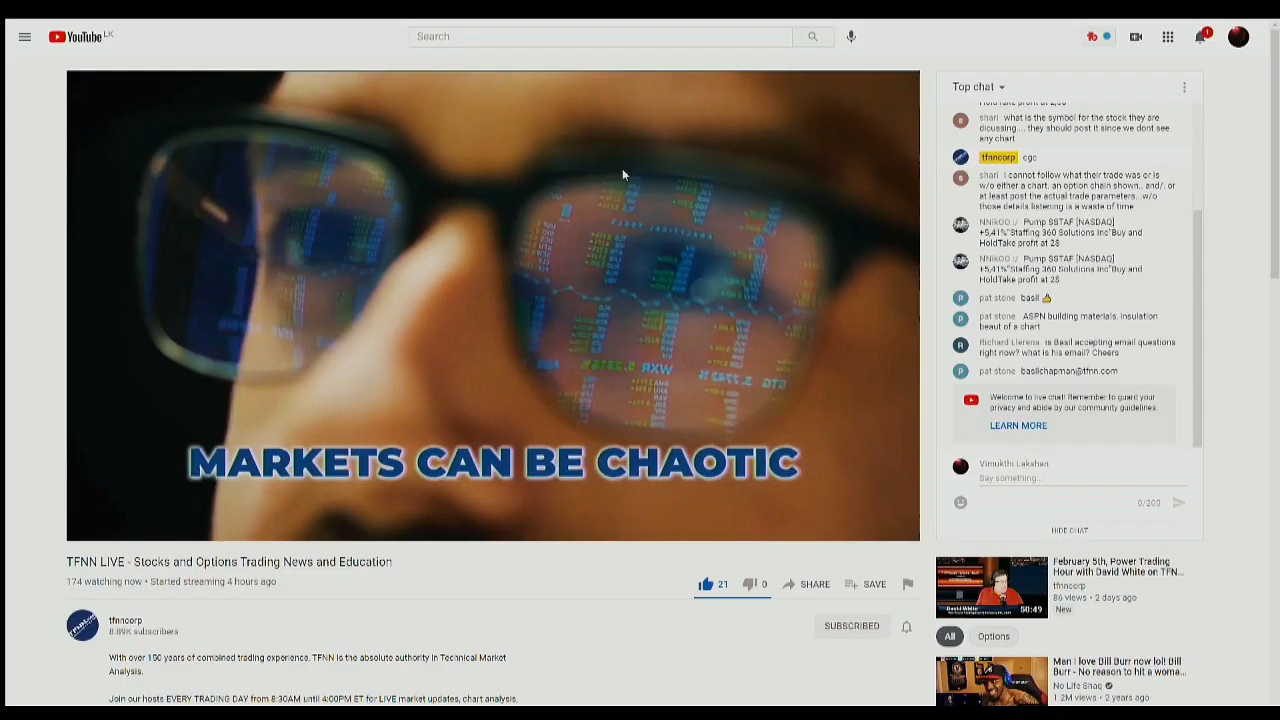 YouTube LK
Search
1
Top chat
HoldTake profit at 2,0$
shari what is the symbol for the stock they are
dicussing.... they should post it since we dont see
any chart
tfnncorp cgc
shari I cannot follow what their trade was or is
w/o either a chart, an option chain shown.. and/. or
at least post the actual trade parameters...w/o
those details listening is a waste of time
NNikOO :/ Pump $STAF [NASDAQ]
+5,41%"Staffing 360 Solutions Inc"Buy and
HoldTake profit at 2$
NNikOO :/ Pump $STAF [NASDAQ]
+5,41%"Staffing 360 Solutions Inc"Buy and
HoldTake profit at 2$
pat stone basil 👍
pat stone ASPN building materials. Insulation
beaut of a chart
Richard Llerena is Basil accepting email questions
right now? what is his email? Cheers
pat stone basilchapman@tfnn.com
Welcome to live chat! Remember to guard your
privacy and abide by our community guidelines.
LEARN MORE
Vimukthi Lakshan
Say something...
0/200
HIDE CHAT
MARKETS CAN BE CHAOTIC
TFNN LIVE - Stocks and Options Trading News and Education
174 watching now • Started streaming 4 hours ago
21 0 SHARE SAVE
tfnncorp
8.89K subscribers
SUBSCRIBED
With over 150 years of combined trading experience, TFNN is the absolute authority in Technical Market
Analysis.
Join our hosts EVERY TRADING DAY from 8:30AM until 4:00PM ET for LIVE market updates, chart analysis,
February 5th, Power Trading
Hour with David White on TFN...
tfnncorp
86 views • 2 days ago
New
David White
50:49
All Options
Man I love Bill Burr now lol! Bill
Burr - No reason to hit a woma...
No Life Shaq
1.2M views • 2 years ago